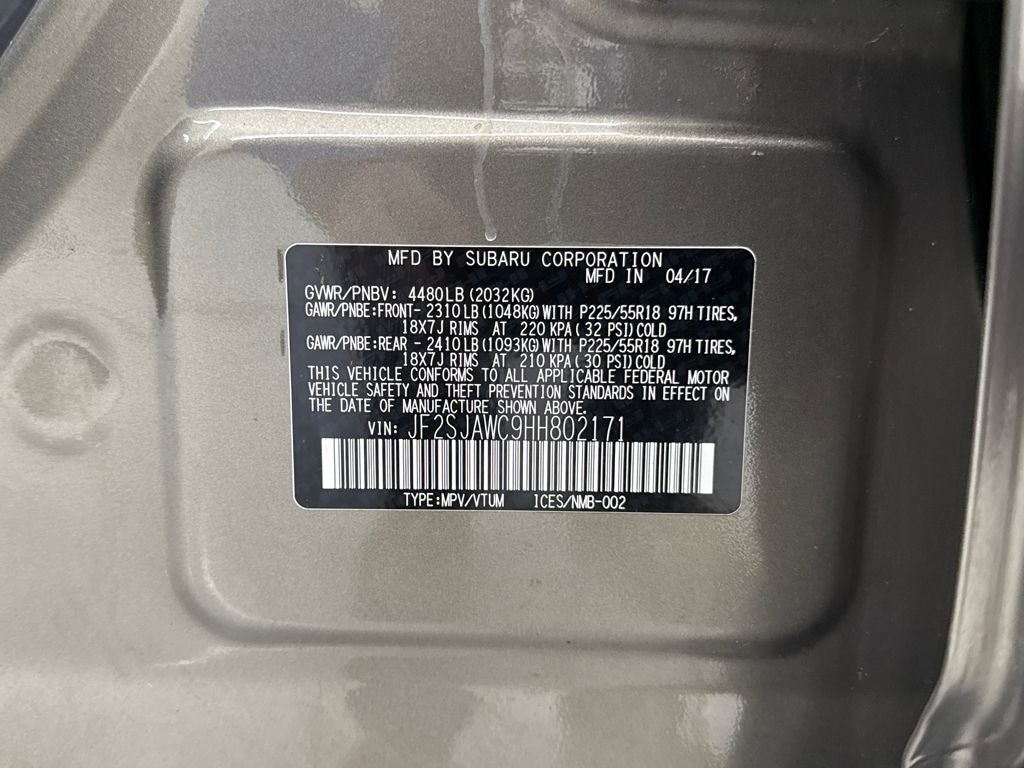 MFD BY SUBARU CORPORATION
MFD IN 04/17
GVWR/PNBV: 4480LB(2032KG)
GAWR/PNBE:FRONT- 2310LB(1048KG)WITH P225/55R18 97H TIRES,
18X7J RIMS AT 220 KPA(32 PSI)COLD
GAWR/PNBE:REAR - 2410LB(1093KG)WITH P225/55R18 97H TIRES,
18X7J RIMS AT 210 KPA(30 PSI)COLD
THIS VEHICLE CONFORMS TO ALL APPLICABLE FEDERAL MOTOR
VEHICLE SAFETY AND THEFT PREVENTION STANDARDS IN EFFECT ON
THE DATE OF MANUFACTURE SHOWN ABOVE.
VIN: JF2SJAWC9HH802171
TYPE:MPV/VTUM ICES/NMB-002